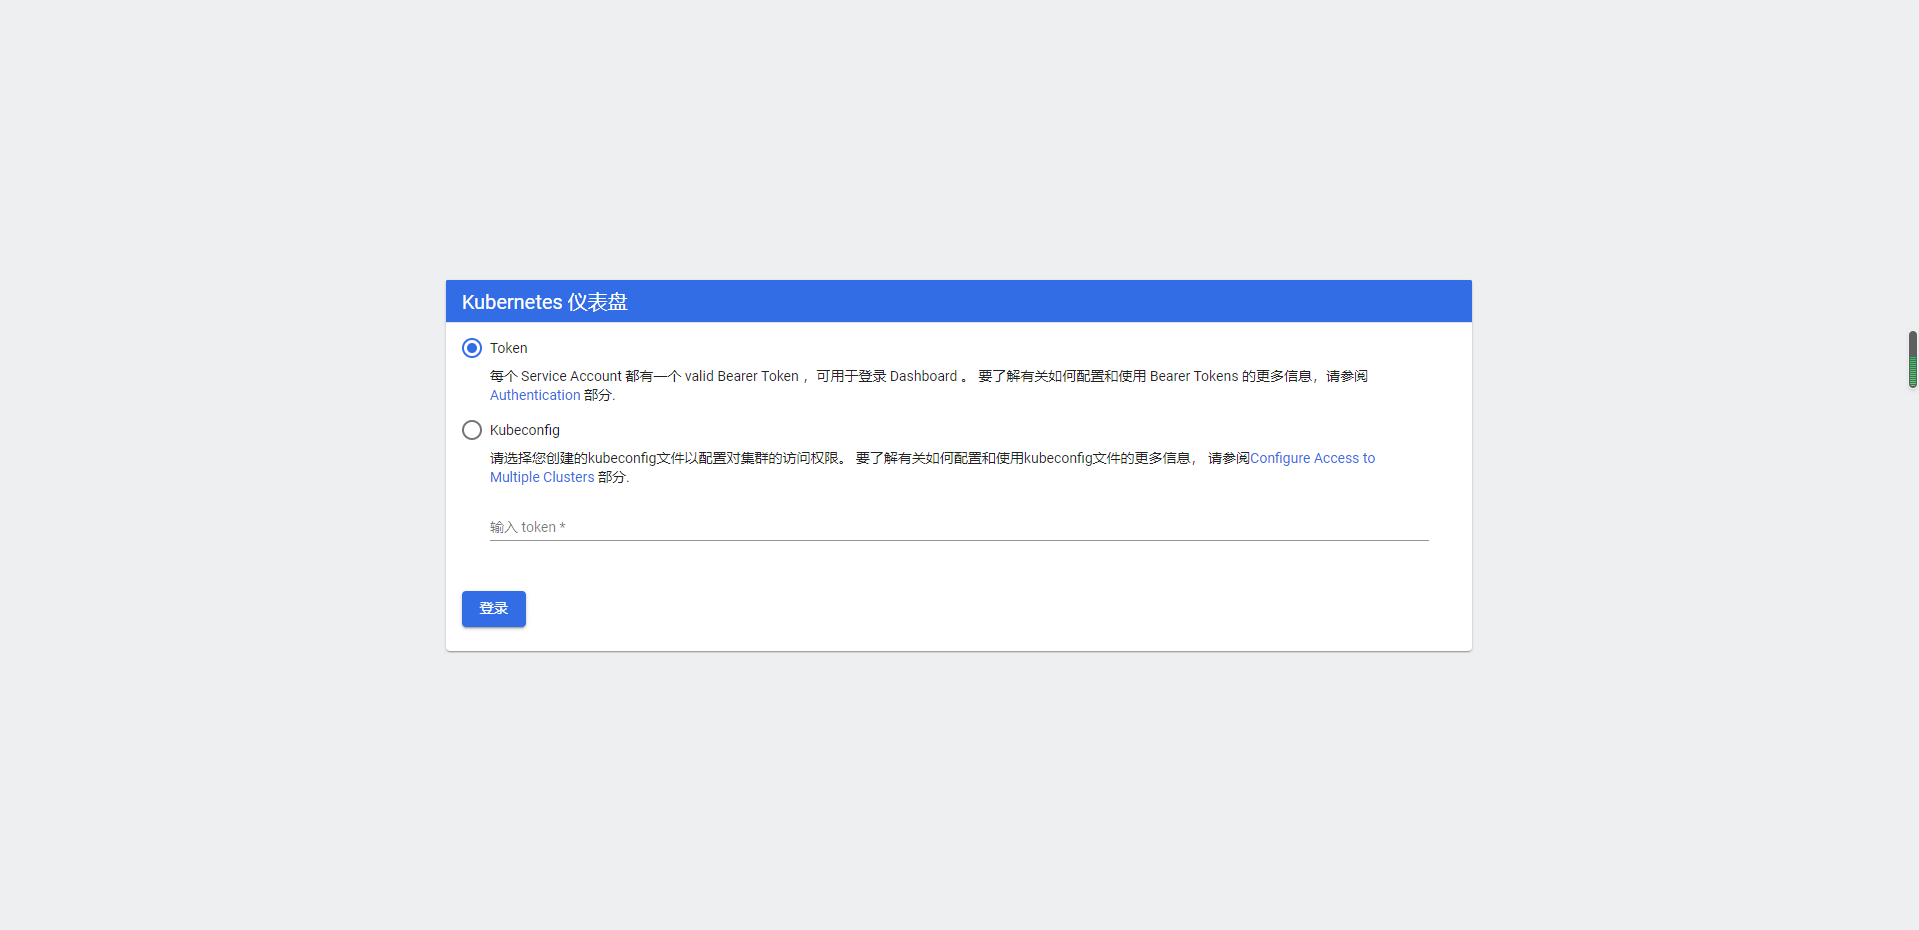 Kubernetes 仪表盘
Token
每个 Service Account 都有一个 valid Bearer Token ，可用于登录 Dashboard 。 要了解有关如何配置和使用 Bearer Tokens 的更多信息，请参阅
Authentication 部分.
Kubeconfig
请选择您创建的kubeconfig文件以配置对集群的访问权限。 要了解有关如何配置和使用kubeconfig文件的更多信息， 请参阅Configure Access to
Multiple Clusters 部分.
输入 token *
登录